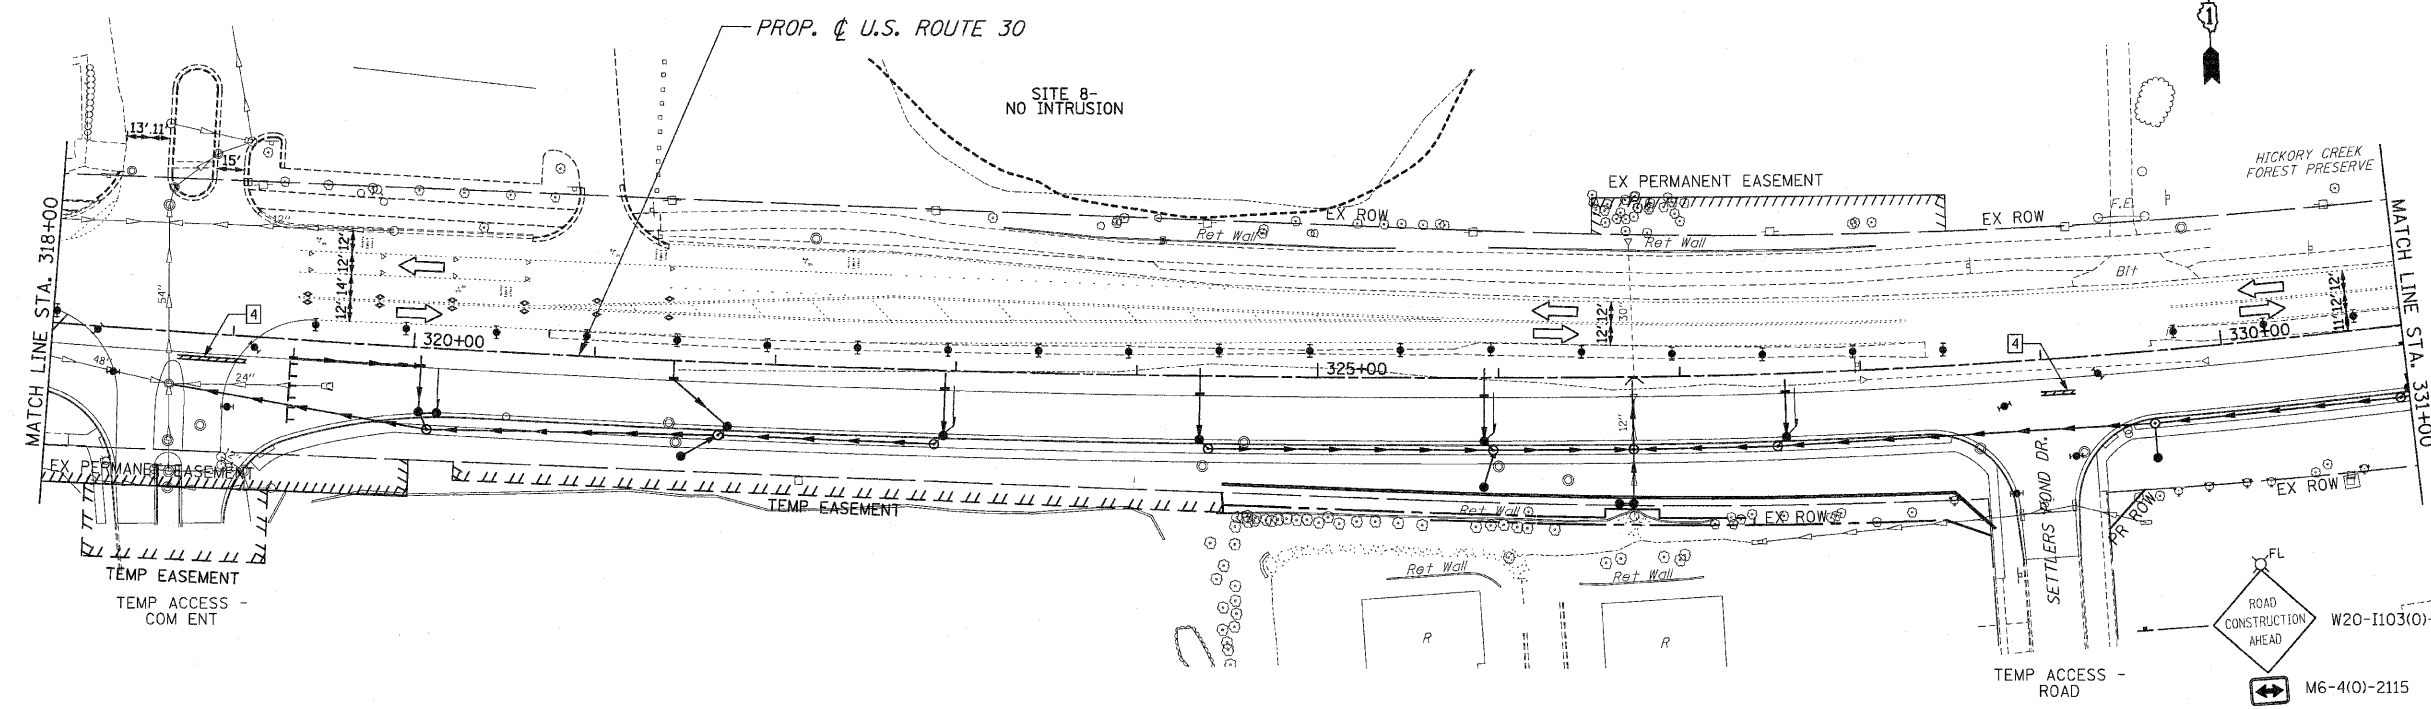 PROP. ℄ U.S. ROUTE 30
1
SITE 8-
NO INTRUSION
13' 11'
15'
HICKORY CREEK
FOREST PRESERVE
EX PERMANENT EASEMENT
MATCH LINE STA. 318+00
MATCH LINE STA. 331+00
EX ROW
EX ROW
F.E.
12"
Ret Wall
Ret Wall
12' 14' 12' 12'
54"
Bit
12' 12'
30'
11' 12' 12'
4
320+00
325+00
4
330+00
48"
24"
12"
EX PERMANET EASEMENT
TEMP EASEMENT
Ret Wall
EX ROW
EX ROW
PR ROW
SETTLERS POND DR.
TEMP EASEMENT
TEMP ACCESS -
COM ENT
Ret Wall
Ret Wall
R
R
FL
ROAD
CONSTRUCTION
AHEAD
W20-I103(0)-
TEMP ACCESS -
ROAD
M6-4(0)-2115